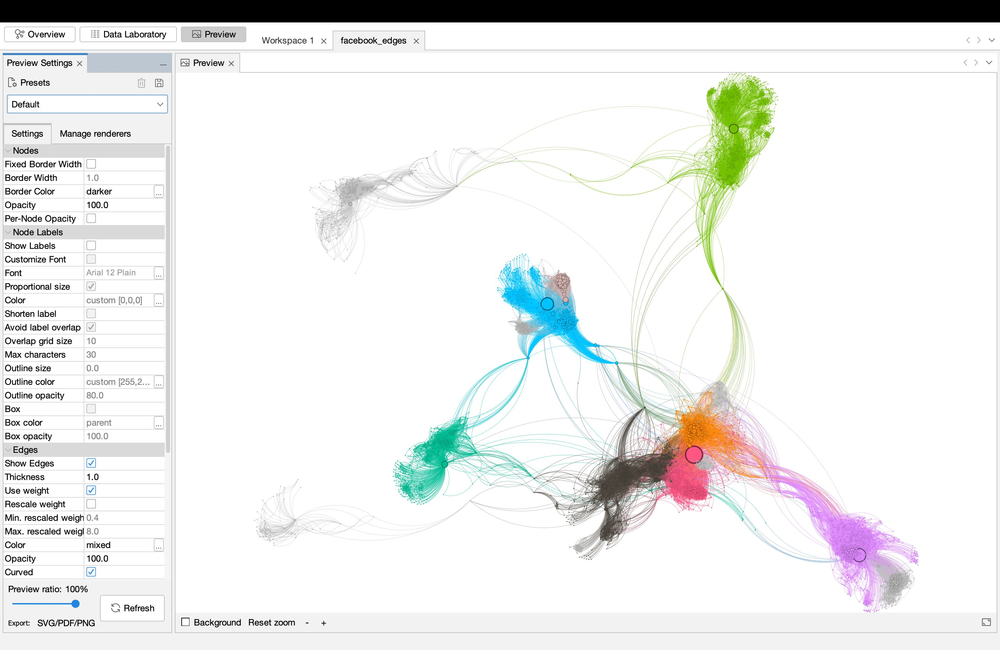 Overview Data Laboratory Preview Workspace 1 facebook_edges
Preview Settings
Preview
Presets
Default
Settings Manage renderers
Nodes
Fixed Border Width
Border Width 1.0
Border Color darker ...
Opacity 100.0
Per-Node Opacity
Node Labels
Show Labels
Customize Font
Font Arial 12 Plain ...
Proportional size
Color custom [0,0,0] ...
Shorten label
Avoid label overlap
Overlap grid size 10
Max characters 30
Outline size 0.0
Outline color custom [255,2... ...
Outline opacity 80.0
Box
Box color parent ...
Box opacity 100.0
Edges
Show Edges
Thickness 1.0
Use weight
Rescale weight
Min. rescaled weigh 0.4
Max. rescaled weigl 8.0
Color mixed ...
Opacity 100.0
Curved
Preview ratio: 100%
Refresh
Export: SVG/PDF/PNG
Background Reset zoom - +